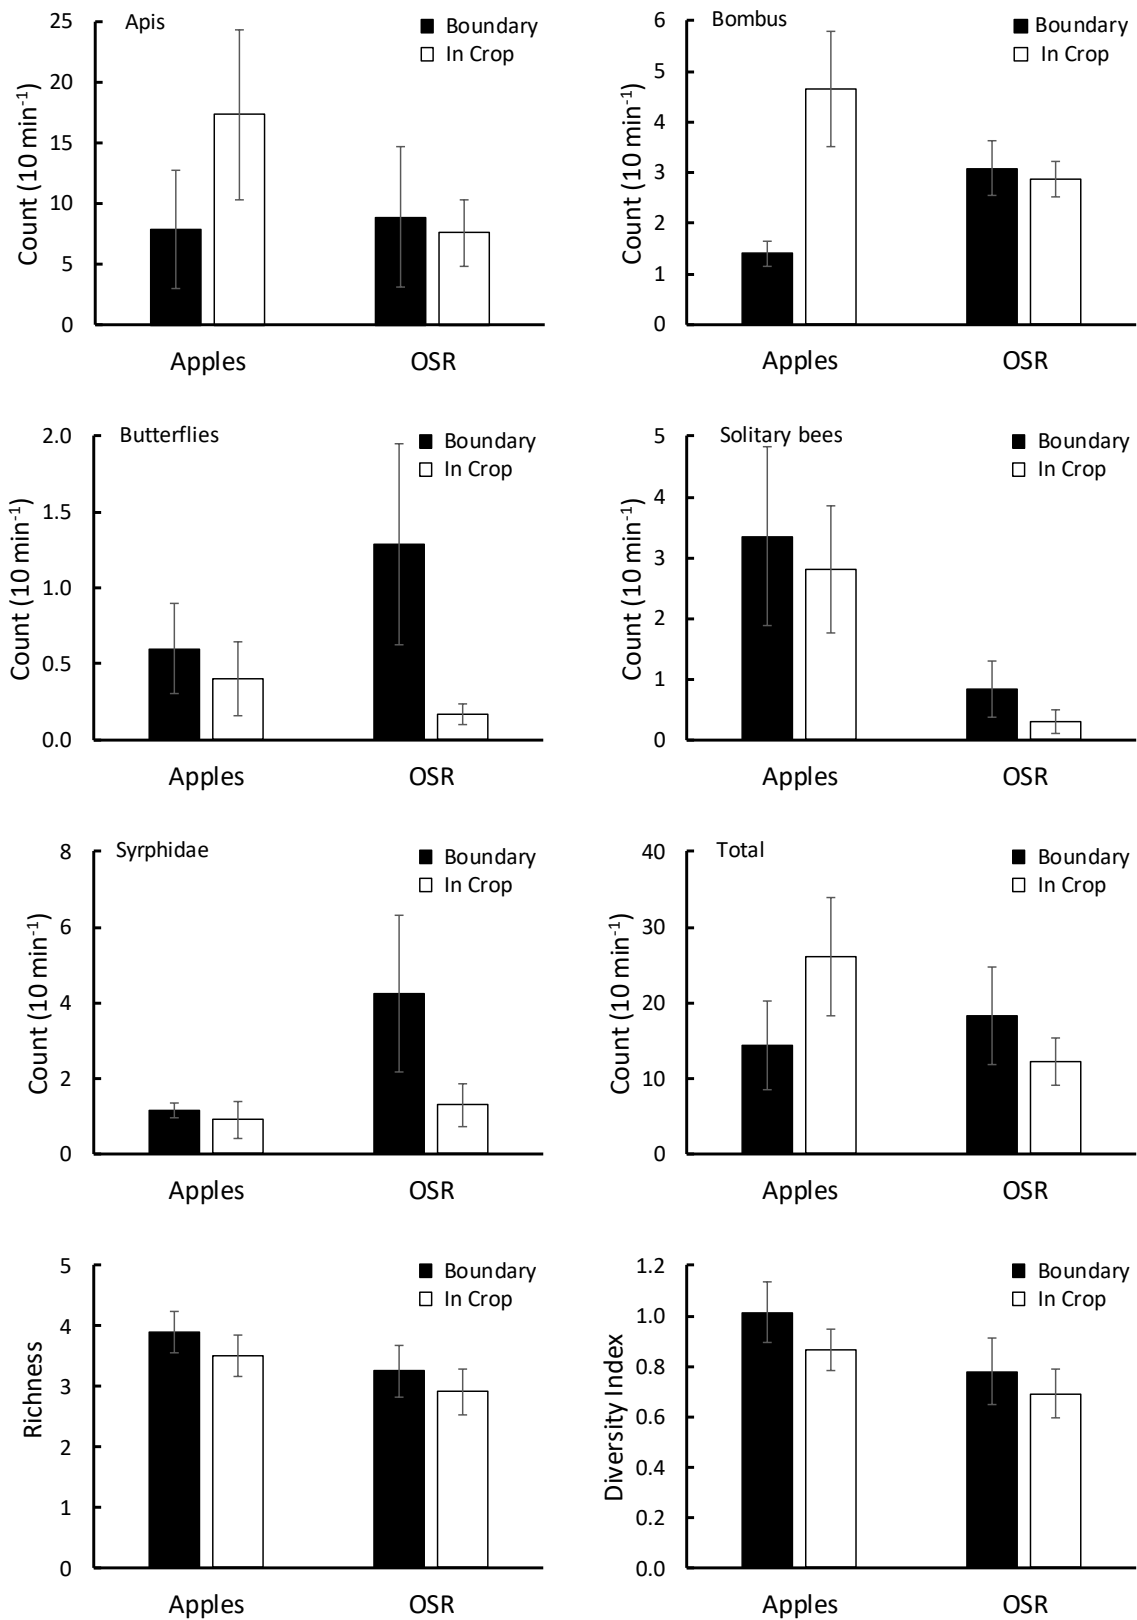 Apis
Boundary
In Crop
Count (10 min⁻¹)
25
20
15
10
5
0
Apples
OSR
Bombus
Boundary
In Crop
Count (10 min⁻¹)
6
5
4
3
2
1
0
Apples
OSR
Butterflies
Boundary
In Crop
Count (10 min⁻¹)
2.0
1.5
1.0
0.5
0.0
Apples
OSR
Solitary bees
Boundary
In Crop
Count (10 min⁻¹)
5
4
3
2
1
0
Apples
OSR
Syrphidae
Boundary
In Crop
Count (10 min⁻¹)
8
6
4
2
0
Apples
OSR
Total
Boundary
In Crop
Count (10 min⁻¹)
40
30
20
10
0
Apples
OSR
Boundary
In Crop
Richness
5
4
3
2
1
0
Apples
OSR
Boundary
In Crop
Diversity Index
1.2
1.0
0.8
0.6
0.4
0.2
0.0
Apples
OSR